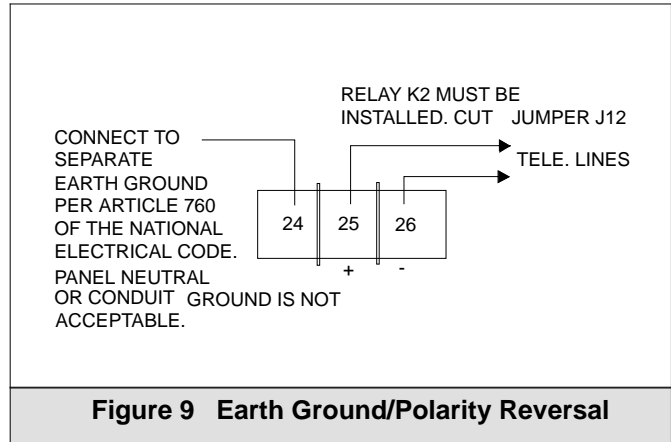 RELAY K2 MUST BE
INSTALLED. CUT JUMPER J12
TELE. LINES
CONNECT TO
SEPARATE
EARTH GROUND
PER ARTICLE 760
OF THE NATIONAL
ELECTRICAL CODE.
PANEL NEUTRAL
OR CONDUIT GROUND IS NOT
ACCEPTABLE.
24 25 26
+ -
Figure 9 Earth Ground/Polarity Reversal